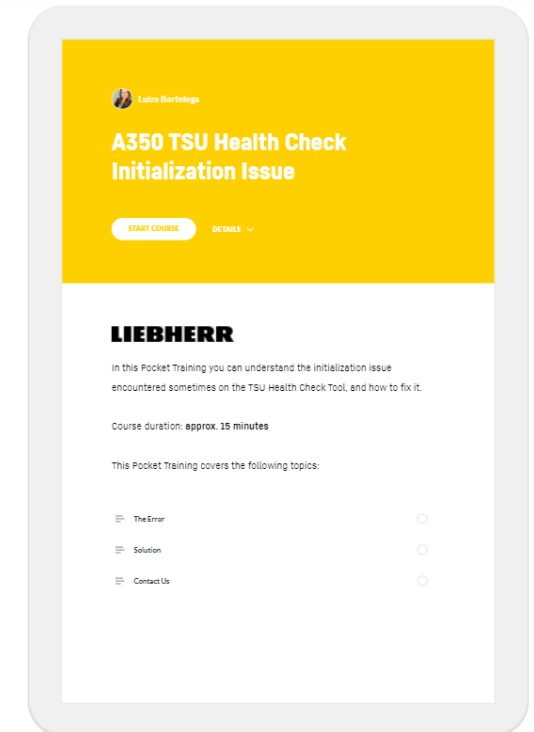 Loize Bartelega
A350 TSU Health Check
Initialization Issue
START COURSE
DETAILS
LIEBHERR
In this Pocket Training you can understand the initialization issue
encountered sometimes on the TSU Health Check Tool, and how to fix it.
Course duration: approx. 15 minutes
This Pocket Training covers the following topics:
The Error
Solution
Contact Us